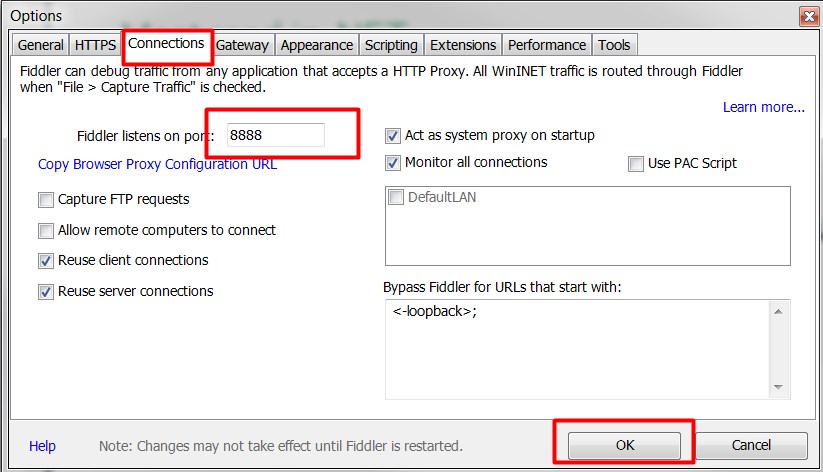 Options
General HTTPS Connections Gateway Appearance Scripting Extensions Performance Tools
Fiddler can debug traffic from any application that accepts a HTTP Proxy. All WinINET traffic is routed through Fiddler
when "File > Capture Traffic" is checked.
Learn more...
Fiddler listens on port: 8888
Copy Browser Proxy Configuration URL
Capture FTP requests
Allow remote computers to connect
Reuse client connections
Reuse server connections
Act as system proxy on startup
Monitor all connections Use PAC Script
DefaultLAN
Bypass Fiddler for URLs that start with:
<-loopback>;
Help Note: Changes may not take effect until Fiddler is restarted. OK Cancel